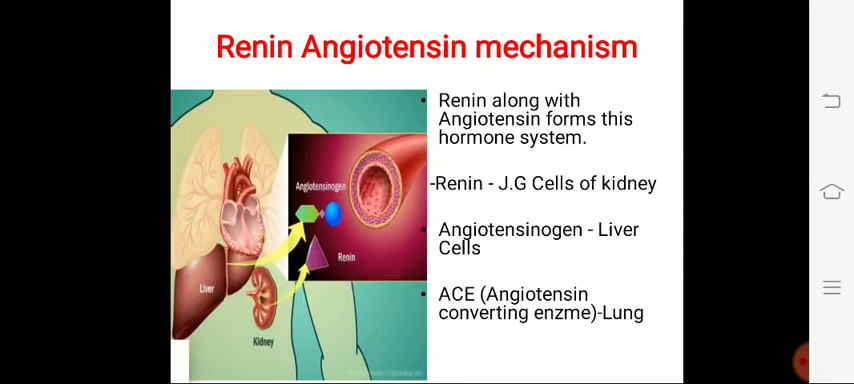 Renin Angiotensin mechanism
• Renin along with
Angiotensin forms this
hormone system.
-Renin - J.G Cells of kidney
• Angiotensinogen - Liver
Cells
• ACE (Angiotensin
converting enzme)-Lung
Angiotensinogen
Renin
Liver
Kidney